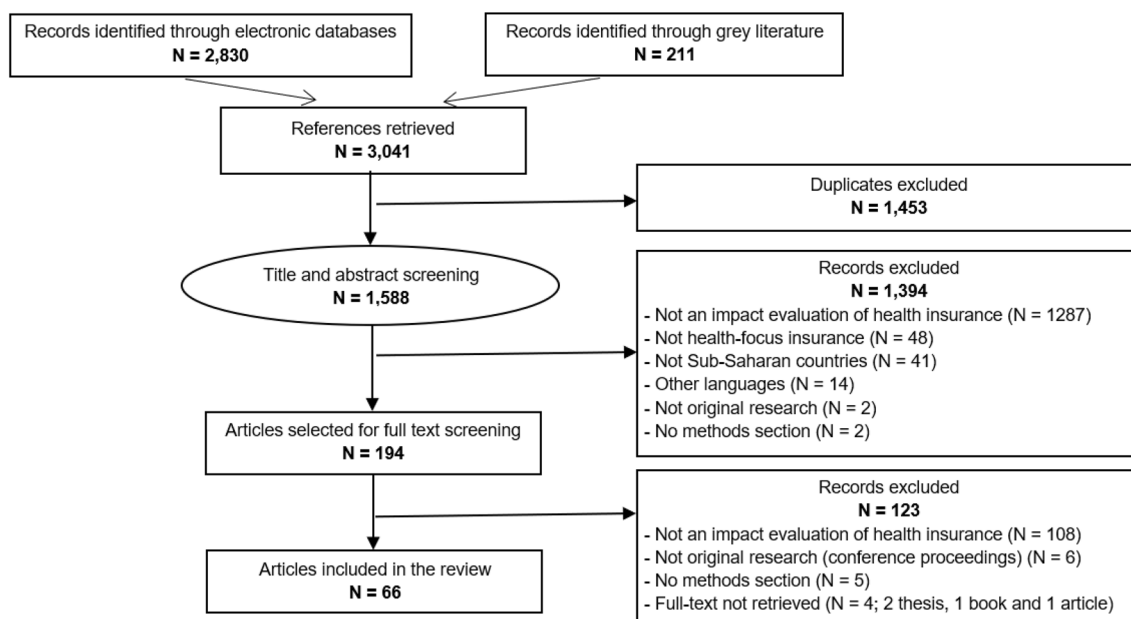 Records identified through electronic databases
N = 2,830
Records identified through grey literature
N = 211
References retrieved
N = 3,041
Duplicates excluded
N = 1,453
Title and abstract screening
N = 1,588
Records excluded
N = 1,394
- Not an impact evaluation of health insurance (N = 1287)
- Not health-focus insurance (N = 48)
- Not Sub-Saharan countries (N = 41)
- Other languages (N = 14)
- Not original research (N = 2)
- No methods section (N = 2)
Articles selected for full text screening
N = 194
Records excluded
N = 123
- Not an impact evaluation of health insurance (N = 108)
- Not original research (conference proceedings) (N = 6)
- No methods section (N = 5)
- Full-text not retrieved (N = 4; 2 thesis, 1 book and 1 article)
Articles included in the review
N = 66